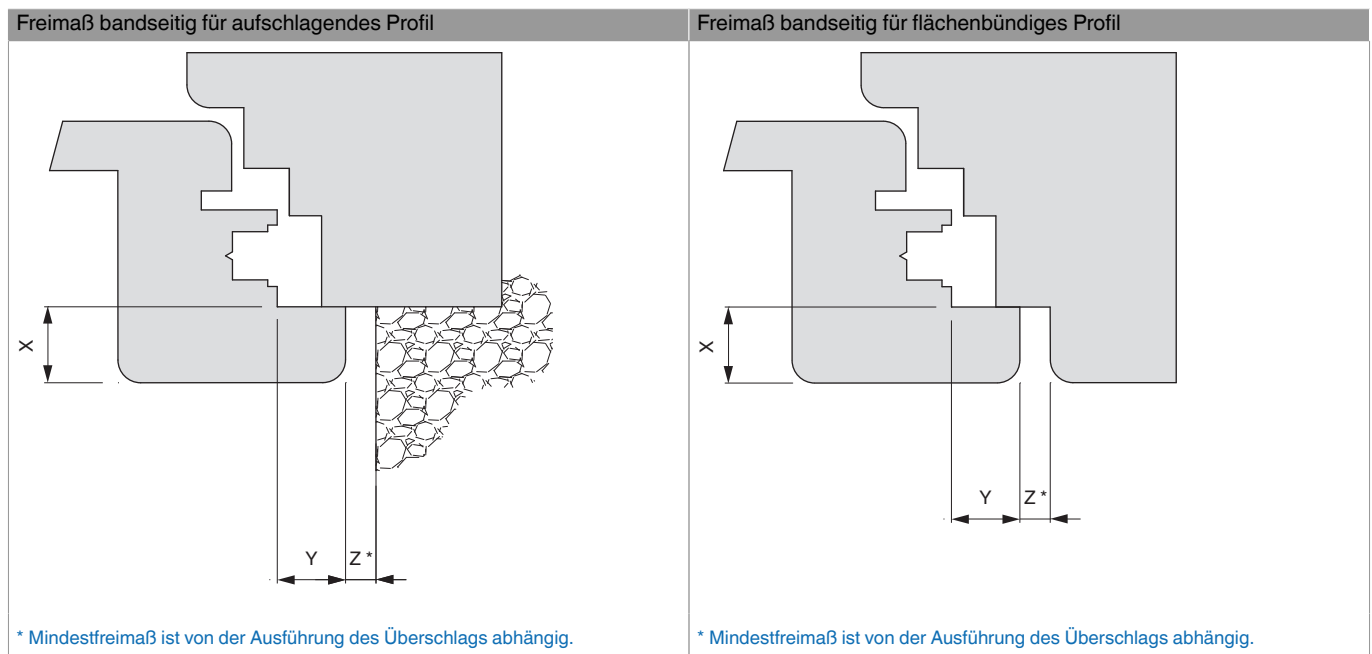 Freimaß bandseitig für aufschlagendes Profil
X
Y
Z *
* Mindestfreimaß ist von der Ausführung des Überschlags abhängig.
Freimaß bandseitig für flächenbündiges Profil
X
Y
Z *
* Mindestfreimaß ist von der Ausführung des Überschlags abhängig.